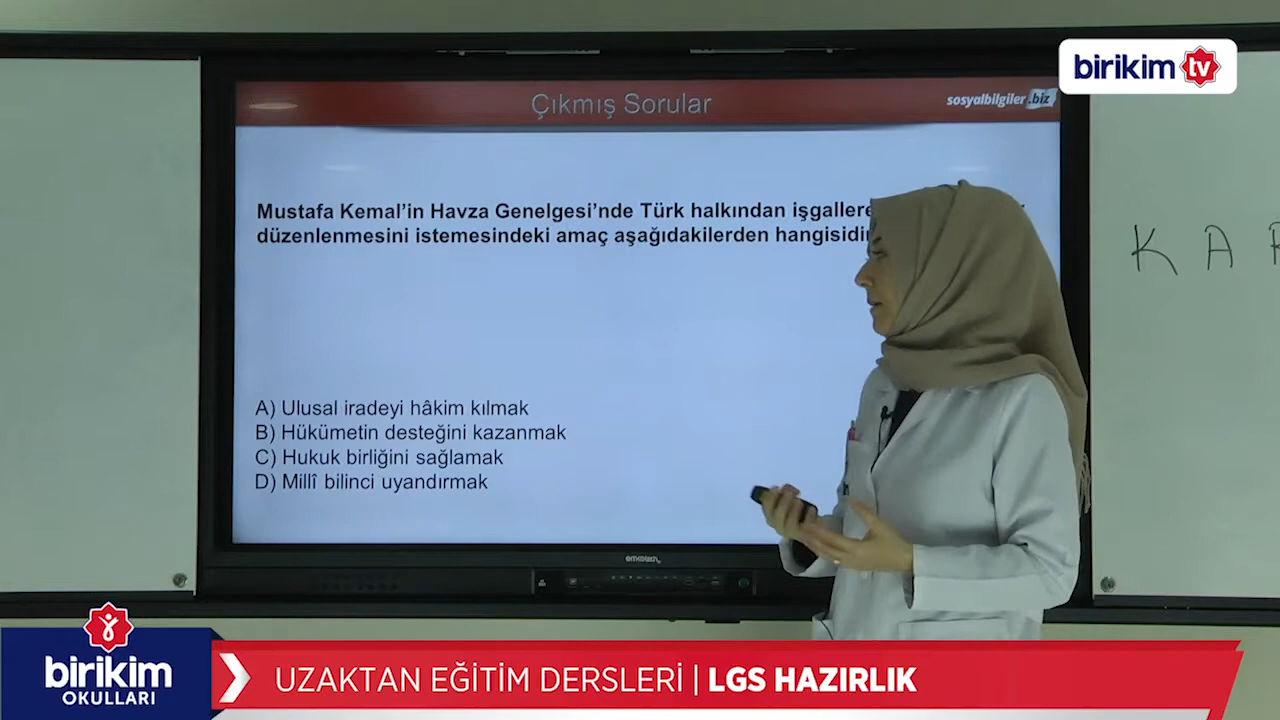 birikim tv
Çıkmış Sorular
sosyalbilgiler.biz
Mustafa Kemal'in Havza Genelgesi'nde Türk halkından işgallere
düzenlenmesini istemesindeki amaç aşağıdakilerden hangisidir
K A
A) Ulusal iradeyi hâkim kılmak
B) Hükümetin desteğini kazanmak
C) Hukuk birliğini sağlamak
D) Millî bilinci uyandırmak
birikim
OKULLARI
UZAKTAN EĞİTİM DERSLERİ | LGS HAZIRLIK